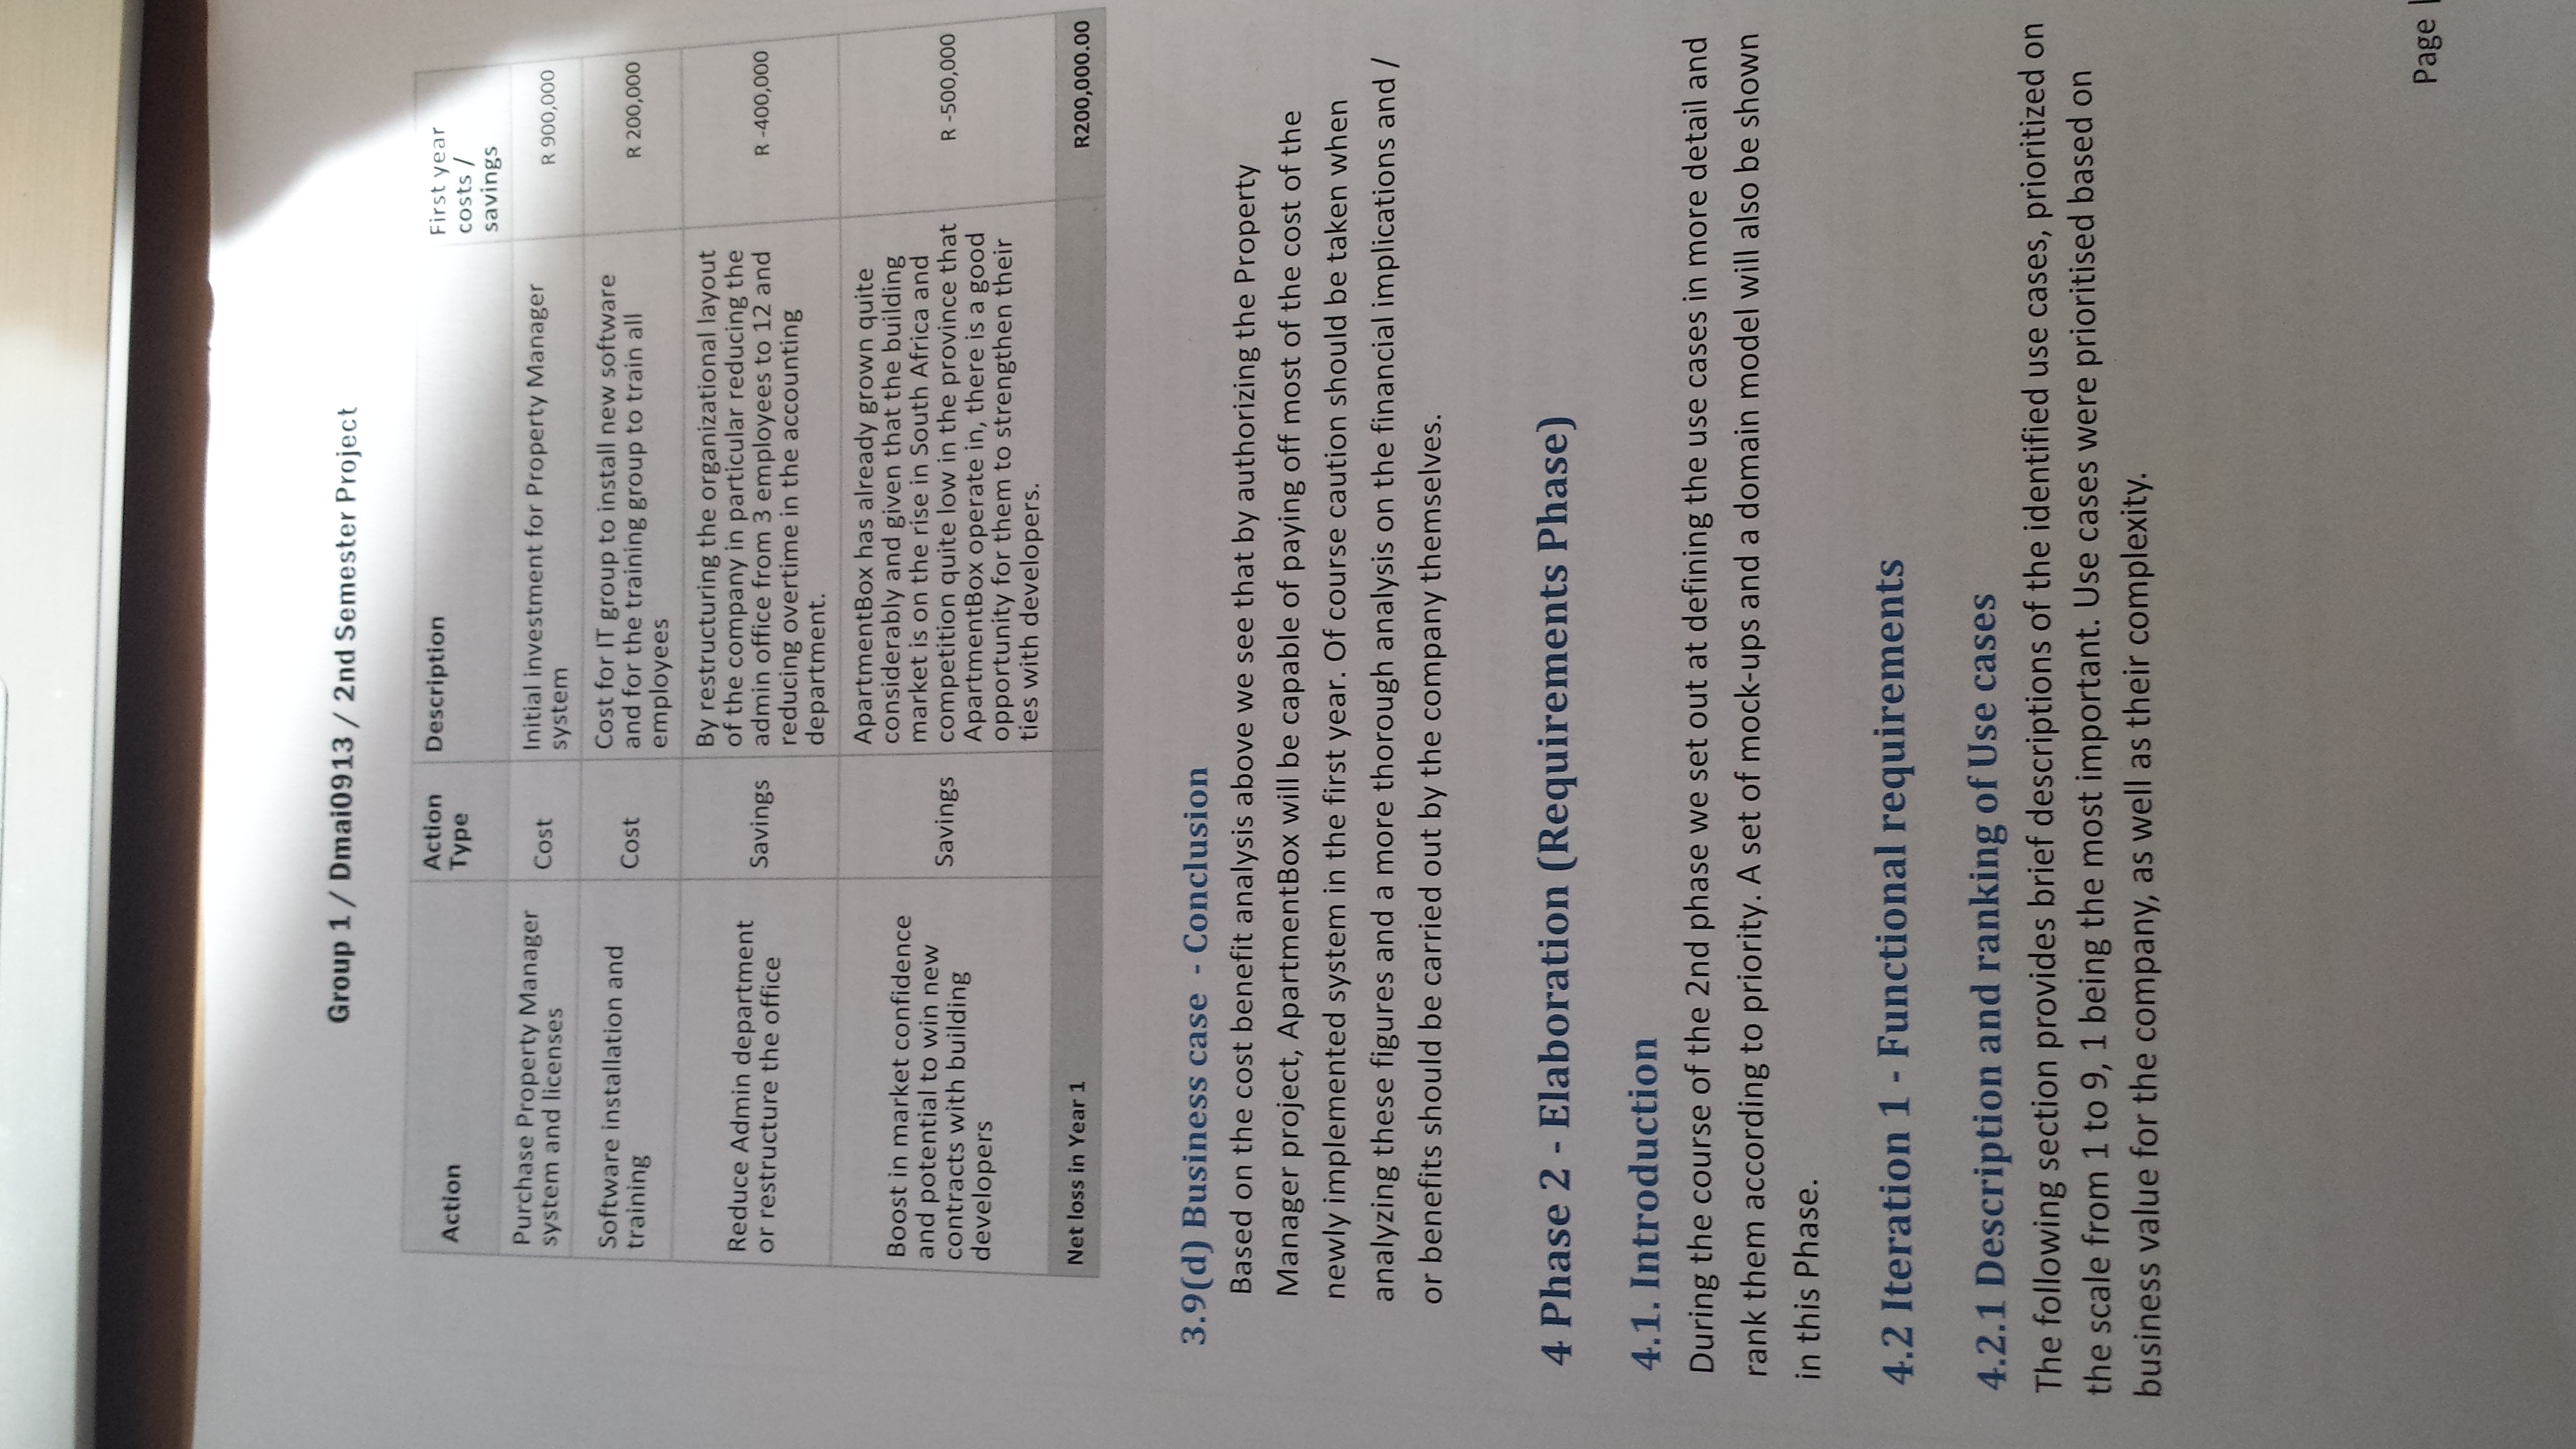 Group 1 / Dmai0913 / 2nd Semester Project
Action
Action
Type
Description
First year
costs /
savings
Purchase Property Manager
system and licenses
Cost
Initial investment for Property Manager
system
R 900,000
Software installation and
training
Cost
Cost for IT group to install new software
and for the training group to train all
employees
R 200,000
Reduce Admin department
or restructure the office
Savings
By restructuring the organizational layout
of the company in particular reducing the
admin office from 3 employees to 12 and
reducing overtime in the accounting
department.
R -400,000
Boost in market confidence
and potential to win new
contracts with building
developers
Savings
ApartmentBox has already grown quite
considerably and given that the building
market is on the rise in South Africa and
competition quite low in the province that
ApartmentBox operate in, there is a good
opportunity for them to strengthen their
ties with developers.
R -500,000
Net loss in Year 1
R200,000.00
3.9(d) Business case - Conclusion
Based on the cost benefit analysis above we see that by authorizing the Property
Manager project, ApartmentBox will be capable of paying off most of the cost of the
newly implemented system in the first year. Of course caution should be taken when
analyzing these figures and a more thorough analysis on the financial implications and /
or benefits should be carried out by the company themselves.
4 Phase 2 - Elaboration (Requirements Phase)
4.1. Introduction
During the course of the 2nd phase we set out at defining the use cases in more detail and
rank them according to priority. A set of mock-ups and a domain model will also be shown
in this Phase.
4.2 Iteration 1 - Functional requirements
4.2.1 Description and ranking of Use cases
The following section provides brief descriptions of the identified use cases, prioritized on
the scale from 1 to 9, 1 being the most important. Use cases were prioritised based on
business value for the company, as well as their complexity.
Page |